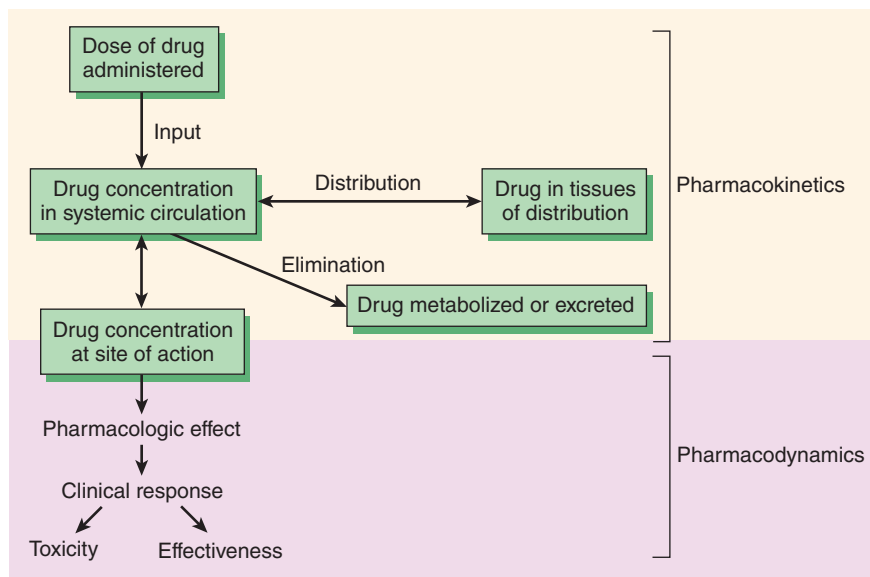 Dose of drug
administered
Input
Drug concentration
in systemic circulation
Distribution
Drug in tissues
of distribution
Pharmacokinetics
Elimination
Drug metabolized or excreted
Drug concentration
at site of action
Pharmacologic effect
Pharmacodynamics
Clinical response
Toxicity
Effectiveness